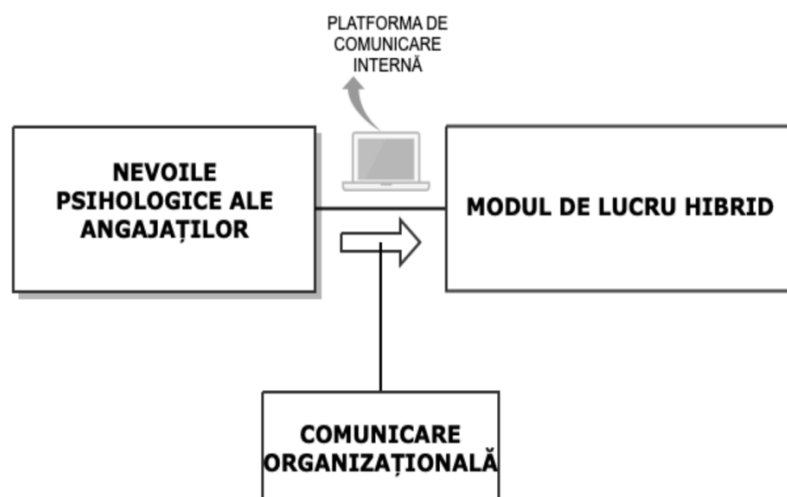 PLATFORMA DE
COMUNICARE
INTERNĂ
NEVOILE
PSIHOLOGICE ALE
ANGAJAȚILOR
MODUL DE LUCRU HIBRID
COMUNICARE
ORGANIZAȚIONALĂ